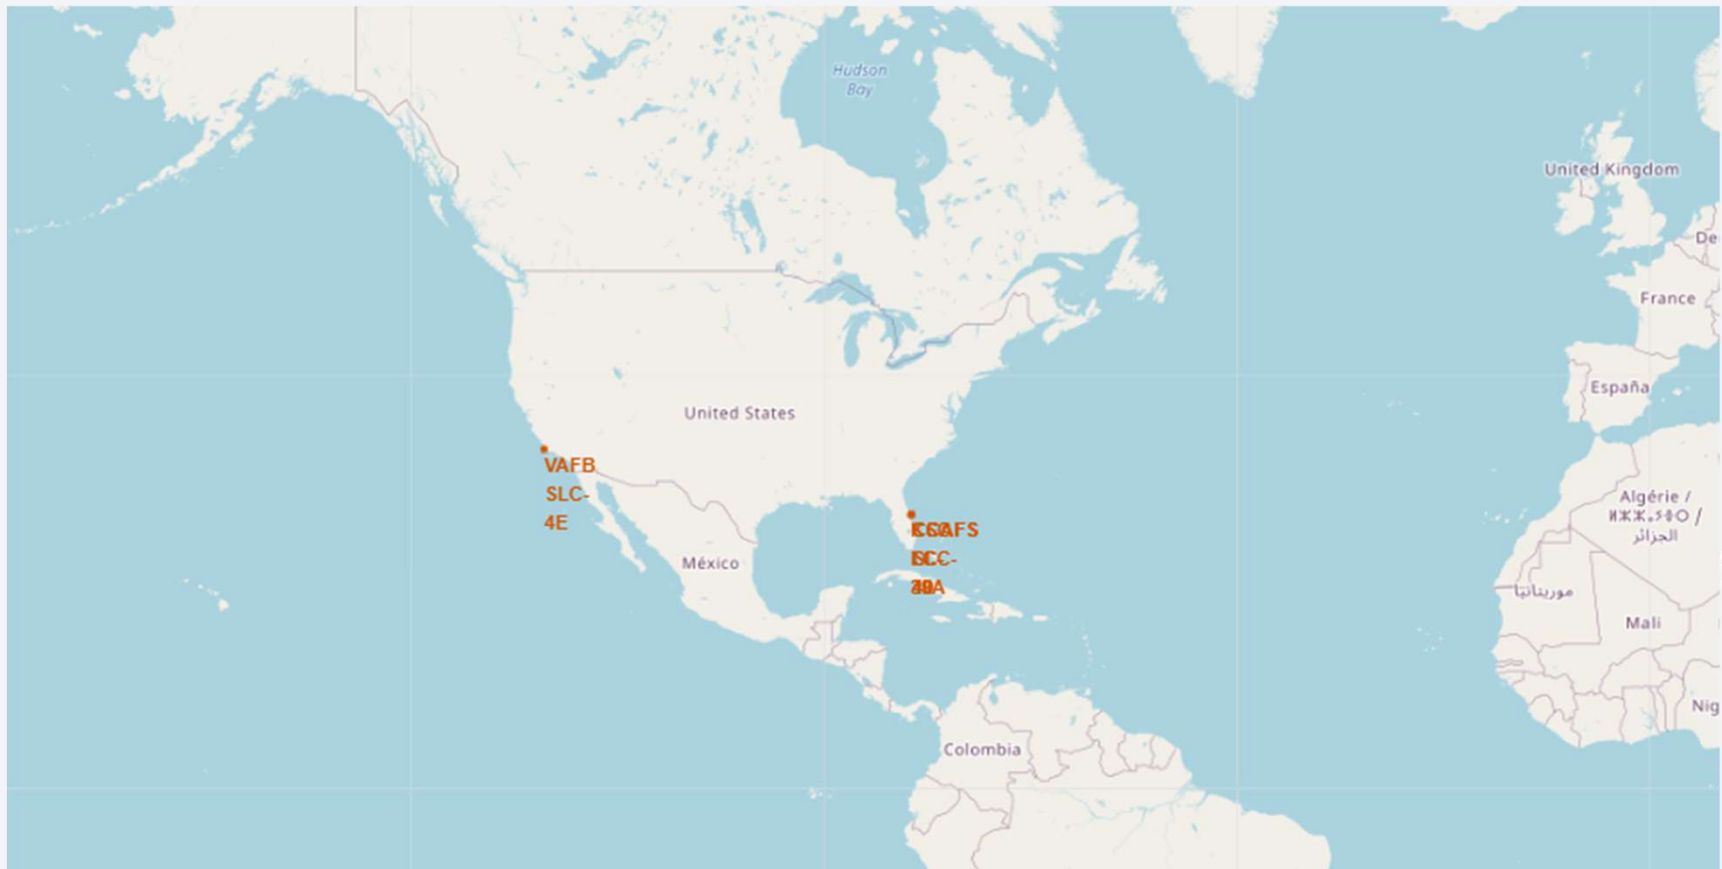 Hudson
Bay
United Kingdom
De
France
España
United States
VAFB
SLC-
4E
Algérie /
ⵍⵣⵣⴰⵢⴻⵔ /
الجزائر
México
موريتانيا
Mali
Nig
Colombia